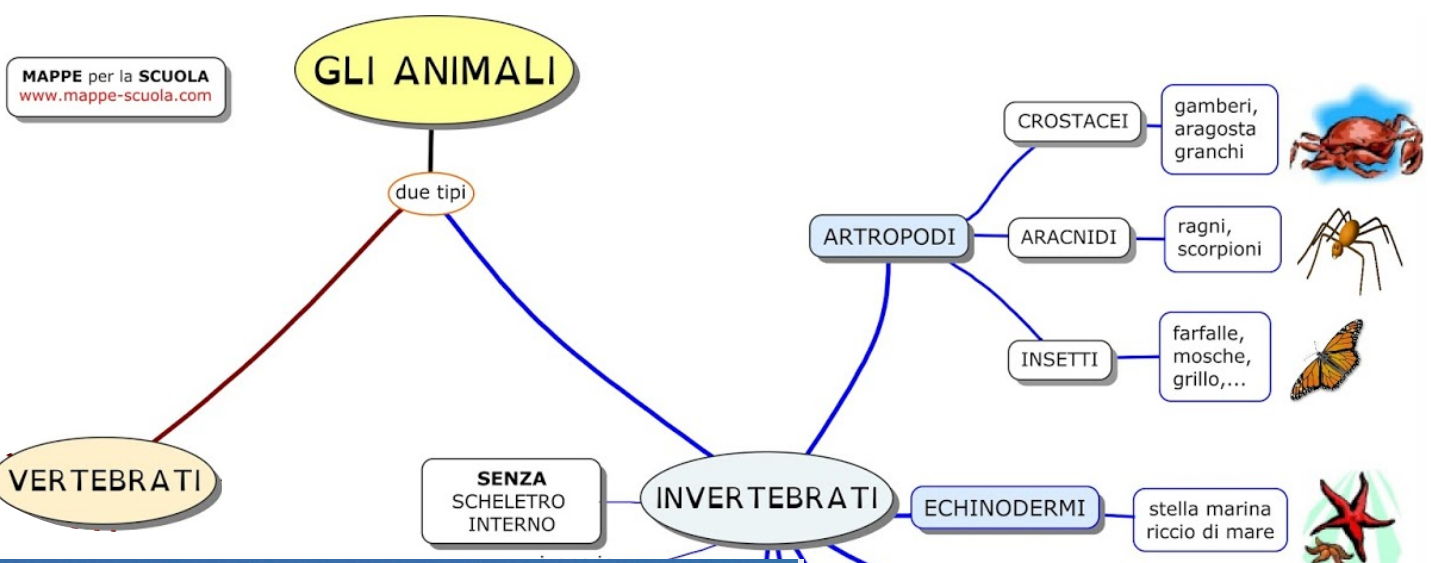 GLI ANIMALI
MAPPE per la SCUOLA
www.mappe-scuola.com
due tipi
CROSTACEI
gamberi,
aragosta
granchi
ARTROPODI
ARACNIDI
ragni,
scorpioni
INSETTI
farfalle,
mosche,
grillo,...
VERTEBRATI
SENZA
SCHELETRO
INTERNO
INVERTEBRATI
ECHINODERMI
stella marina
riccio di mare